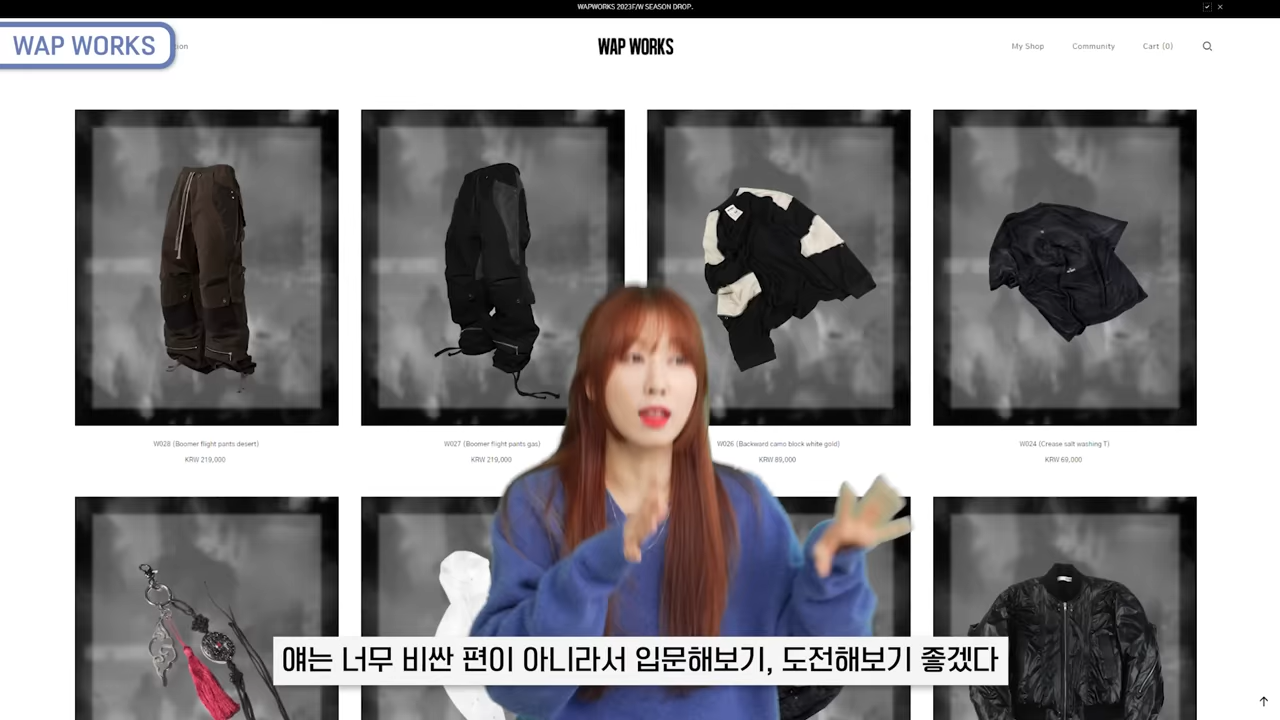 WAPWORKS 2023F/W SEASON DROP.
WAP WORKS
tion
WAP WORKS
My Shop
Community
Cart (0)
W028 (Boomer flight pants desert)
KRW 219,000
W027 (Boomer flight pants gas)
KRW 219,000
W026 (Backward camo block white gold)
KRW 89,000
W024 (Crease salt washing T)
KRW 69,000
얘는 너무 비싼 편이 아니라서 입문해보기, 도전해보기 좋겠다